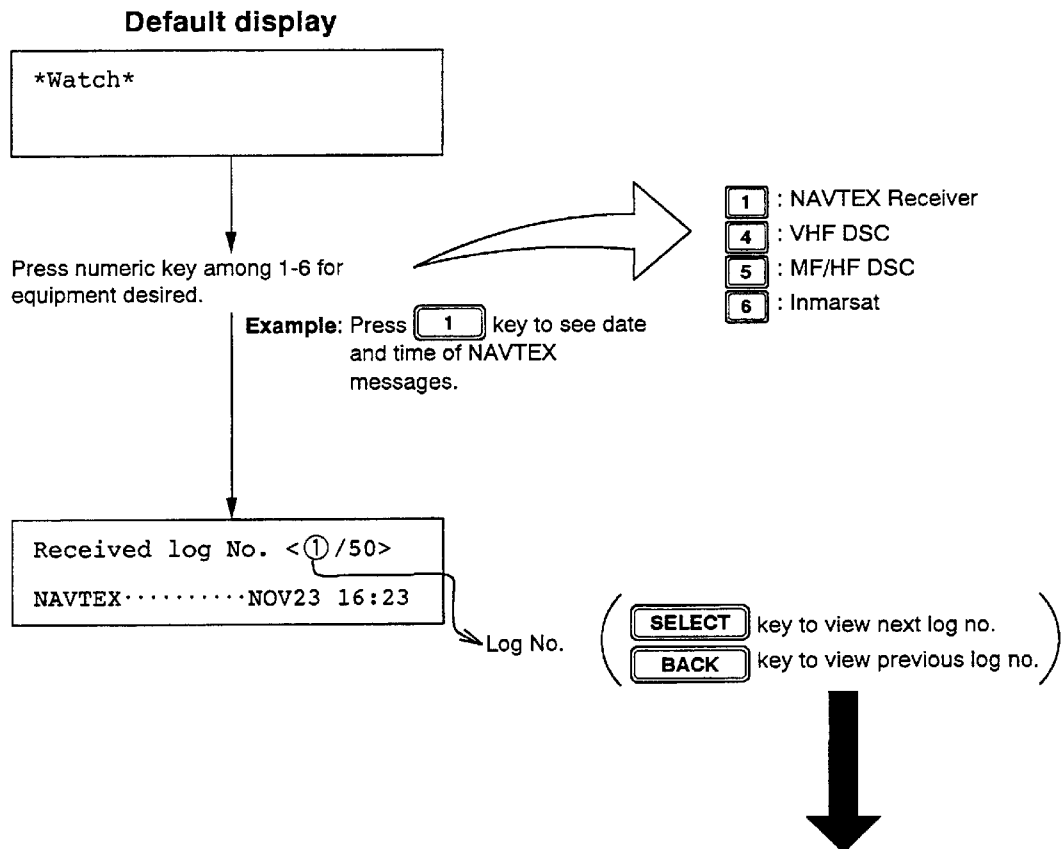 Default display
*Watch*
Press numeric key among 1-6 for
equipment desired.
1 : NAVTEX Receiver
4 : VHF DSC
5 : MF/HF DSC
6 : Inmarsat
Example: Press 1 key to see date
and time of NAVTEX
messages.
Received log No. <①/50>
NAVTEX··········NOV23 16:23
Log No.
SELECT key to view next log no.
BACK key to view previous log no.